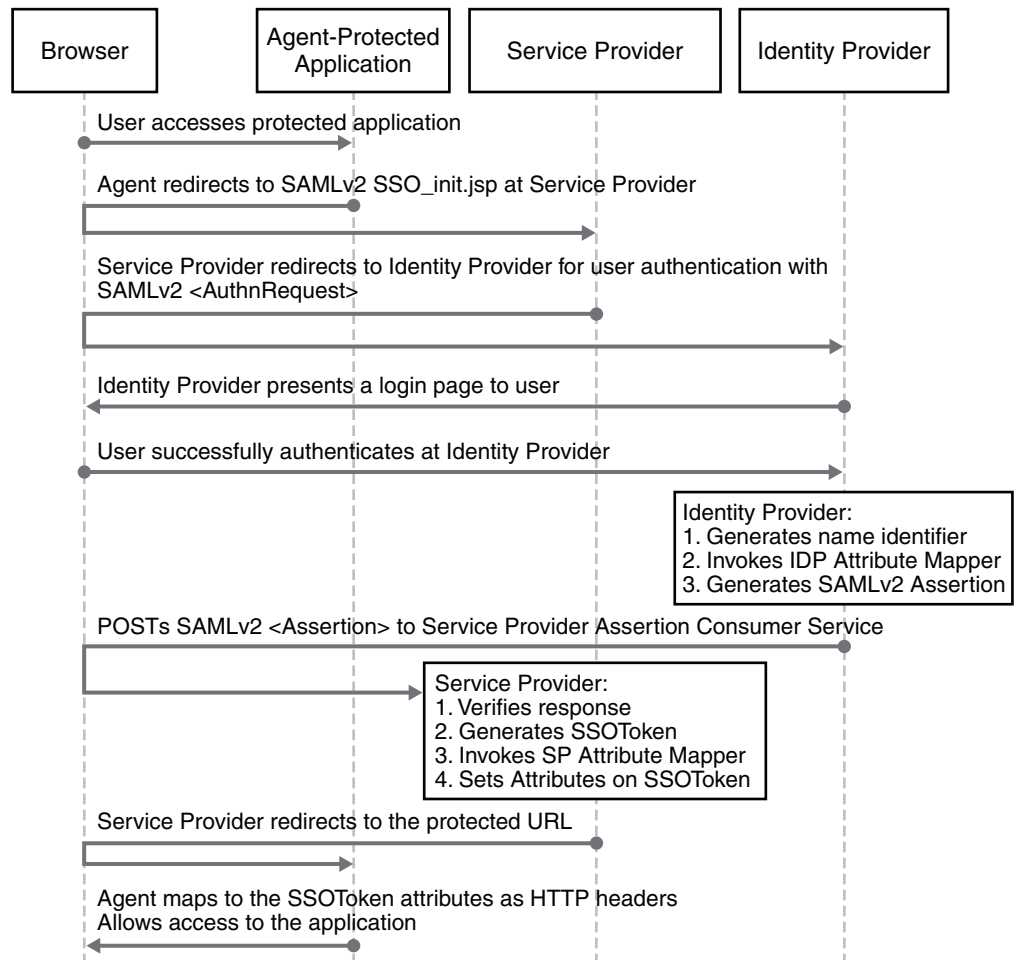 Browser
Agent-Protected
Application
Service Provider
Identity Provider
User accesses protected application
Agent redirects to SAMLv2 SSO_init.jsp at Service Provider
Service Provider redirects to Identity Provider for user authentication with
SAMLv2 <AuthnRequest>
Identity Provider presents a login page to user
User successfully authenticates at Identity Provider
Identity Provider:
1. Generates name identifier
2. Invokes IDP Attribute Mapper
3. Generates SAMLv2 Assertion
POSTs SAMLv2 <Assertion> to Service Provider Assertion Consumer Service
Service Provider:
1. Verifies response
2. Generates SSOToken
3. Invokes SP Attribute Mapper
4. Sets Attributes on SSOToken
Service Provider redirects to the protected URL
Agent maps to the SSOToken attributes as HTTP headers
Allows access to the application